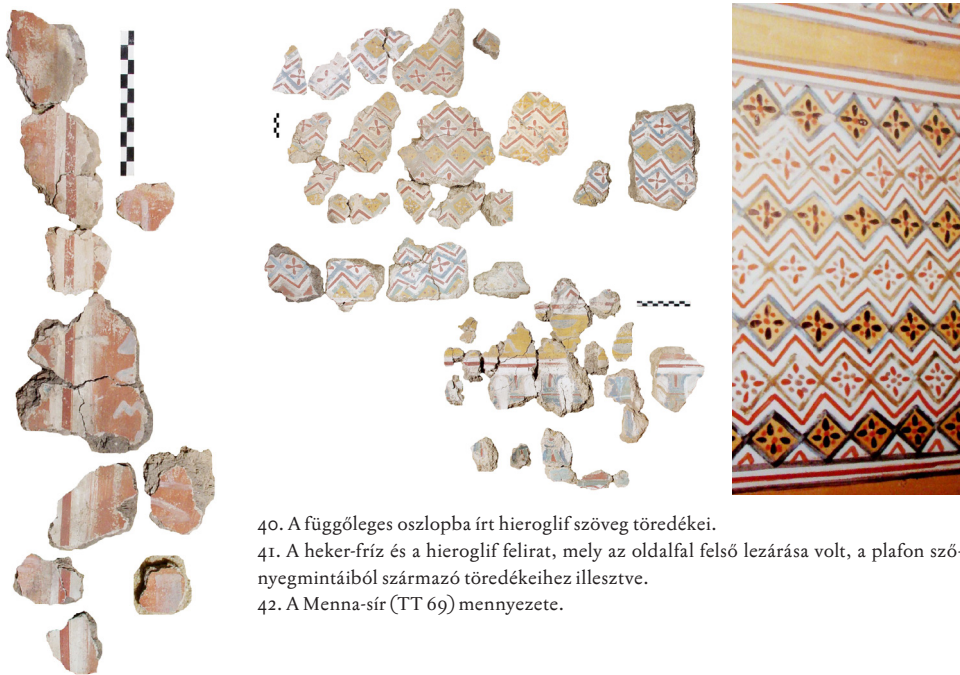 40. A függőleges oszlopba írt hieroglif szöveg töredékei.
41. A heker-fríz és a hieroglif felirat, mely az oldalfal felső lezárása volt, a plafon sző-
nyegmintáiból származó töredékeihez illesztve.
42. A Menna-sír (TT 69) mennyezete.